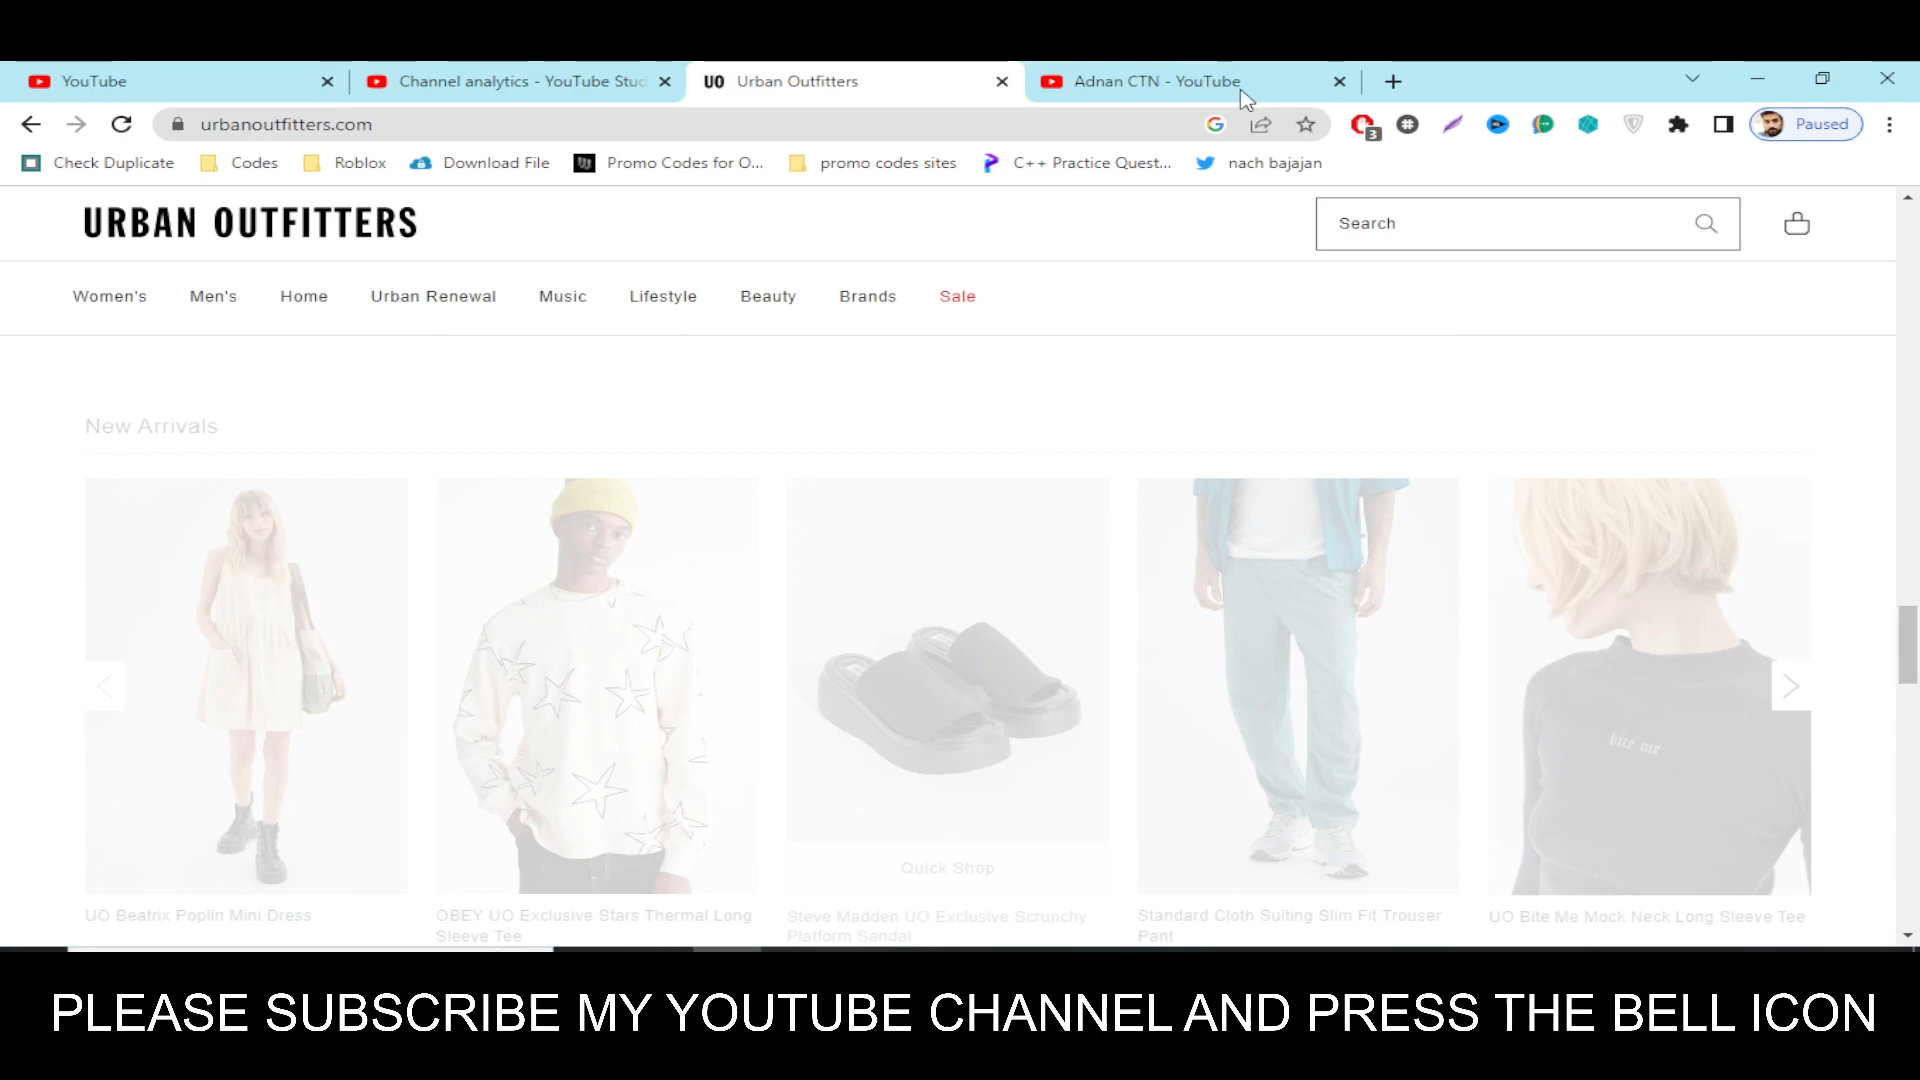 YouTube
Channel analytics - YouTube Stud
UO Urban Outfitters
Adnan CTN - YouTube
urbanoutfitters.com
3
Paused
Check Duplicate
Codes
Roblox
Download File
Promo Codes for O...
promo codes sites
C++ Practice Quest...
nach bajajan
URBAN OUTFITTERS
Search
Women's
Men's
Home
Urban Renewal
Music
Lifestyle
Beauty
Brands
Sale
New Arrivals
bite me
Quick Shop
UO Beatrix Poplin Mini Dress
OBEY UO Exclusive Stars Thermal Long
Sleeve Tee
Steve Madden UO Exclusive Scrunchy
Platform Sandal
Standard Cloth Suiting Slim Fit Trouser
Pant
UO Bite Me Mock Neck Long Sleeve Tee
PLEASE SUBSCRIBE MY YOUTUBE CHANNEL AND PRESS THE BELL ICON